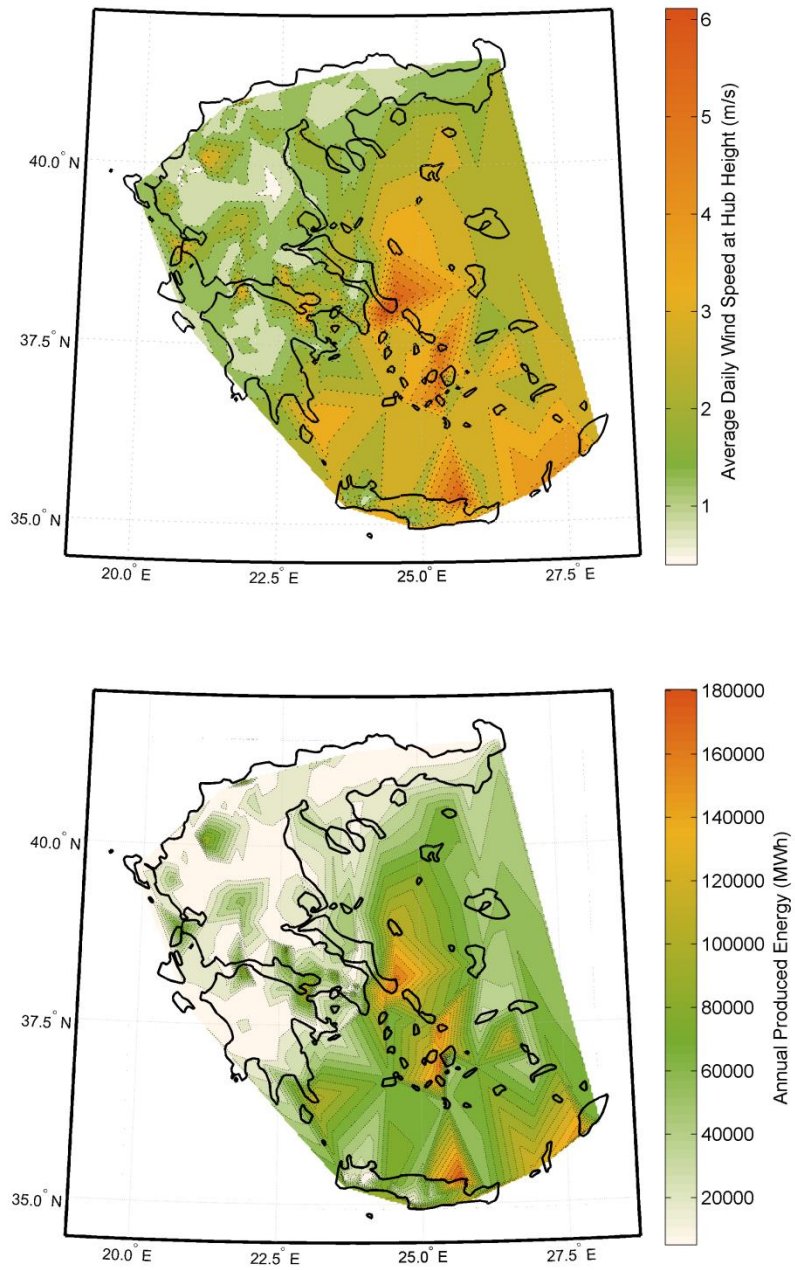 6
5
4
3
2
1
Average Daily Wind Speed at Hub Height (m/s)
40.0° N
37.5° N
35.0° N
20.0° E
22.5° E
25.0° E
27.5° E
180000
160000
140000
120000
100000
80000
60000
40000
20000
Annual Produced Energy (MWh)
40.0° N
37.5° N
35.0° N
20.0° E
22.5° E
25.0° E
27.5° E